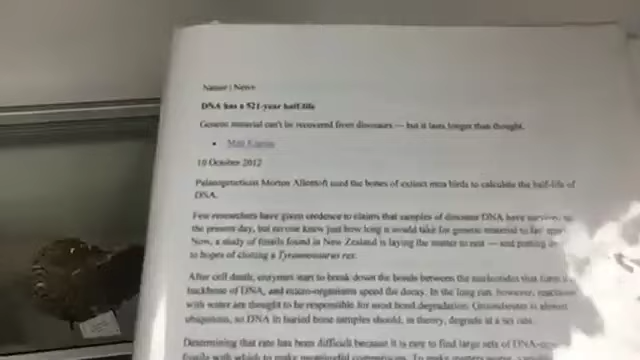 Nature | News
DNA has a 521-year half-life
Genetic material can't be recovered from dinosaurs — but it lasts longer than thought.
• Matt Kaplan
10 October 2012
Palaeogeneticist Morten Allentoft used the bones of extinct moa birds to calculate the half-life of
DNA.
Few researchers have given credence to claims that samples of dinosaur DNA have survived to
the present day, but no one knew just how long it would take for genetic material to fall apart.
Now, a study of fossils found in New Zealand is laying the matter to rest — and putting
to hopes of cloning a Tyrannosaurus rex.
After cell death, enzymes start to break down the bonds between the nucleotides that form
backbone of DNA, and micro-organisms speed the decay. In the long run, however, reactions
with water are thought to be responsible for most bond degradation. Groundwater is almost
ubiquitous, so DNA in buried bone samples should, in theory, degrade at a set rate.
Determining that rate has been difficult because it is rare to find large sets of DNA-
fossils with which to make meaningful comparisons. To make matters worse